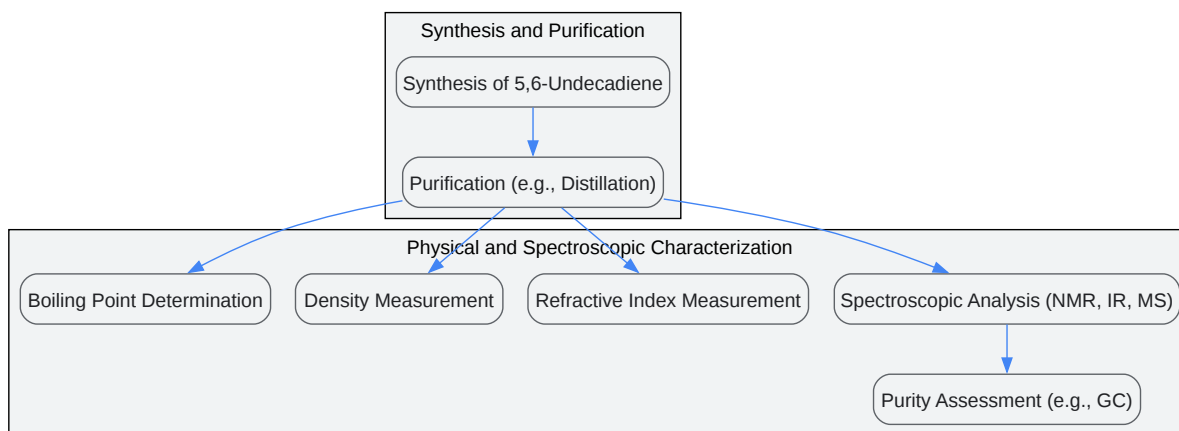 Synthesis and Purification
Synthesis of 5,6-Undecadiene
Purification (e.g., Distillation)
Physical and Spectroscopic Characterization
Boiling Point Determination
Density Measurement
Refractive Index Measurement
Spectroscopic Analysis (NMR, IR, MS)
Purity Assessment (e.g., GC)